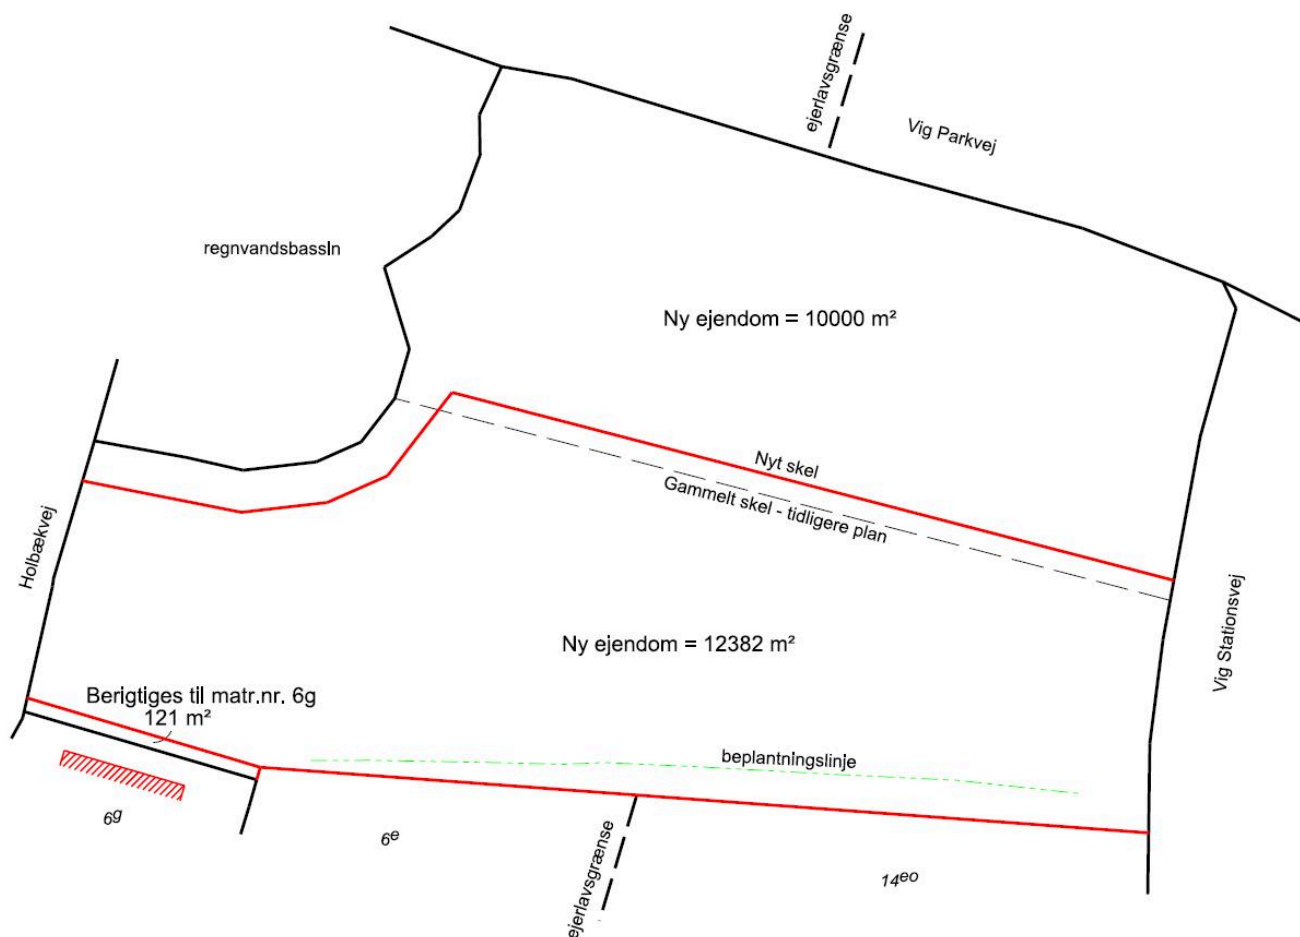 ejerlavsgrænse
Vig Parkvej
regnvandsbassIn
Ny ejendom = 10000 m²
Nyt skel
Gammelt skel - tidligere plan
Holbækvej
Ny ejendom = 12382 m²
Vig Stationsvej
Berigtiges til matr.nr. 6g
121 m²
beplantningslinje
6g
6e
ejerlavsgrænse
14eo